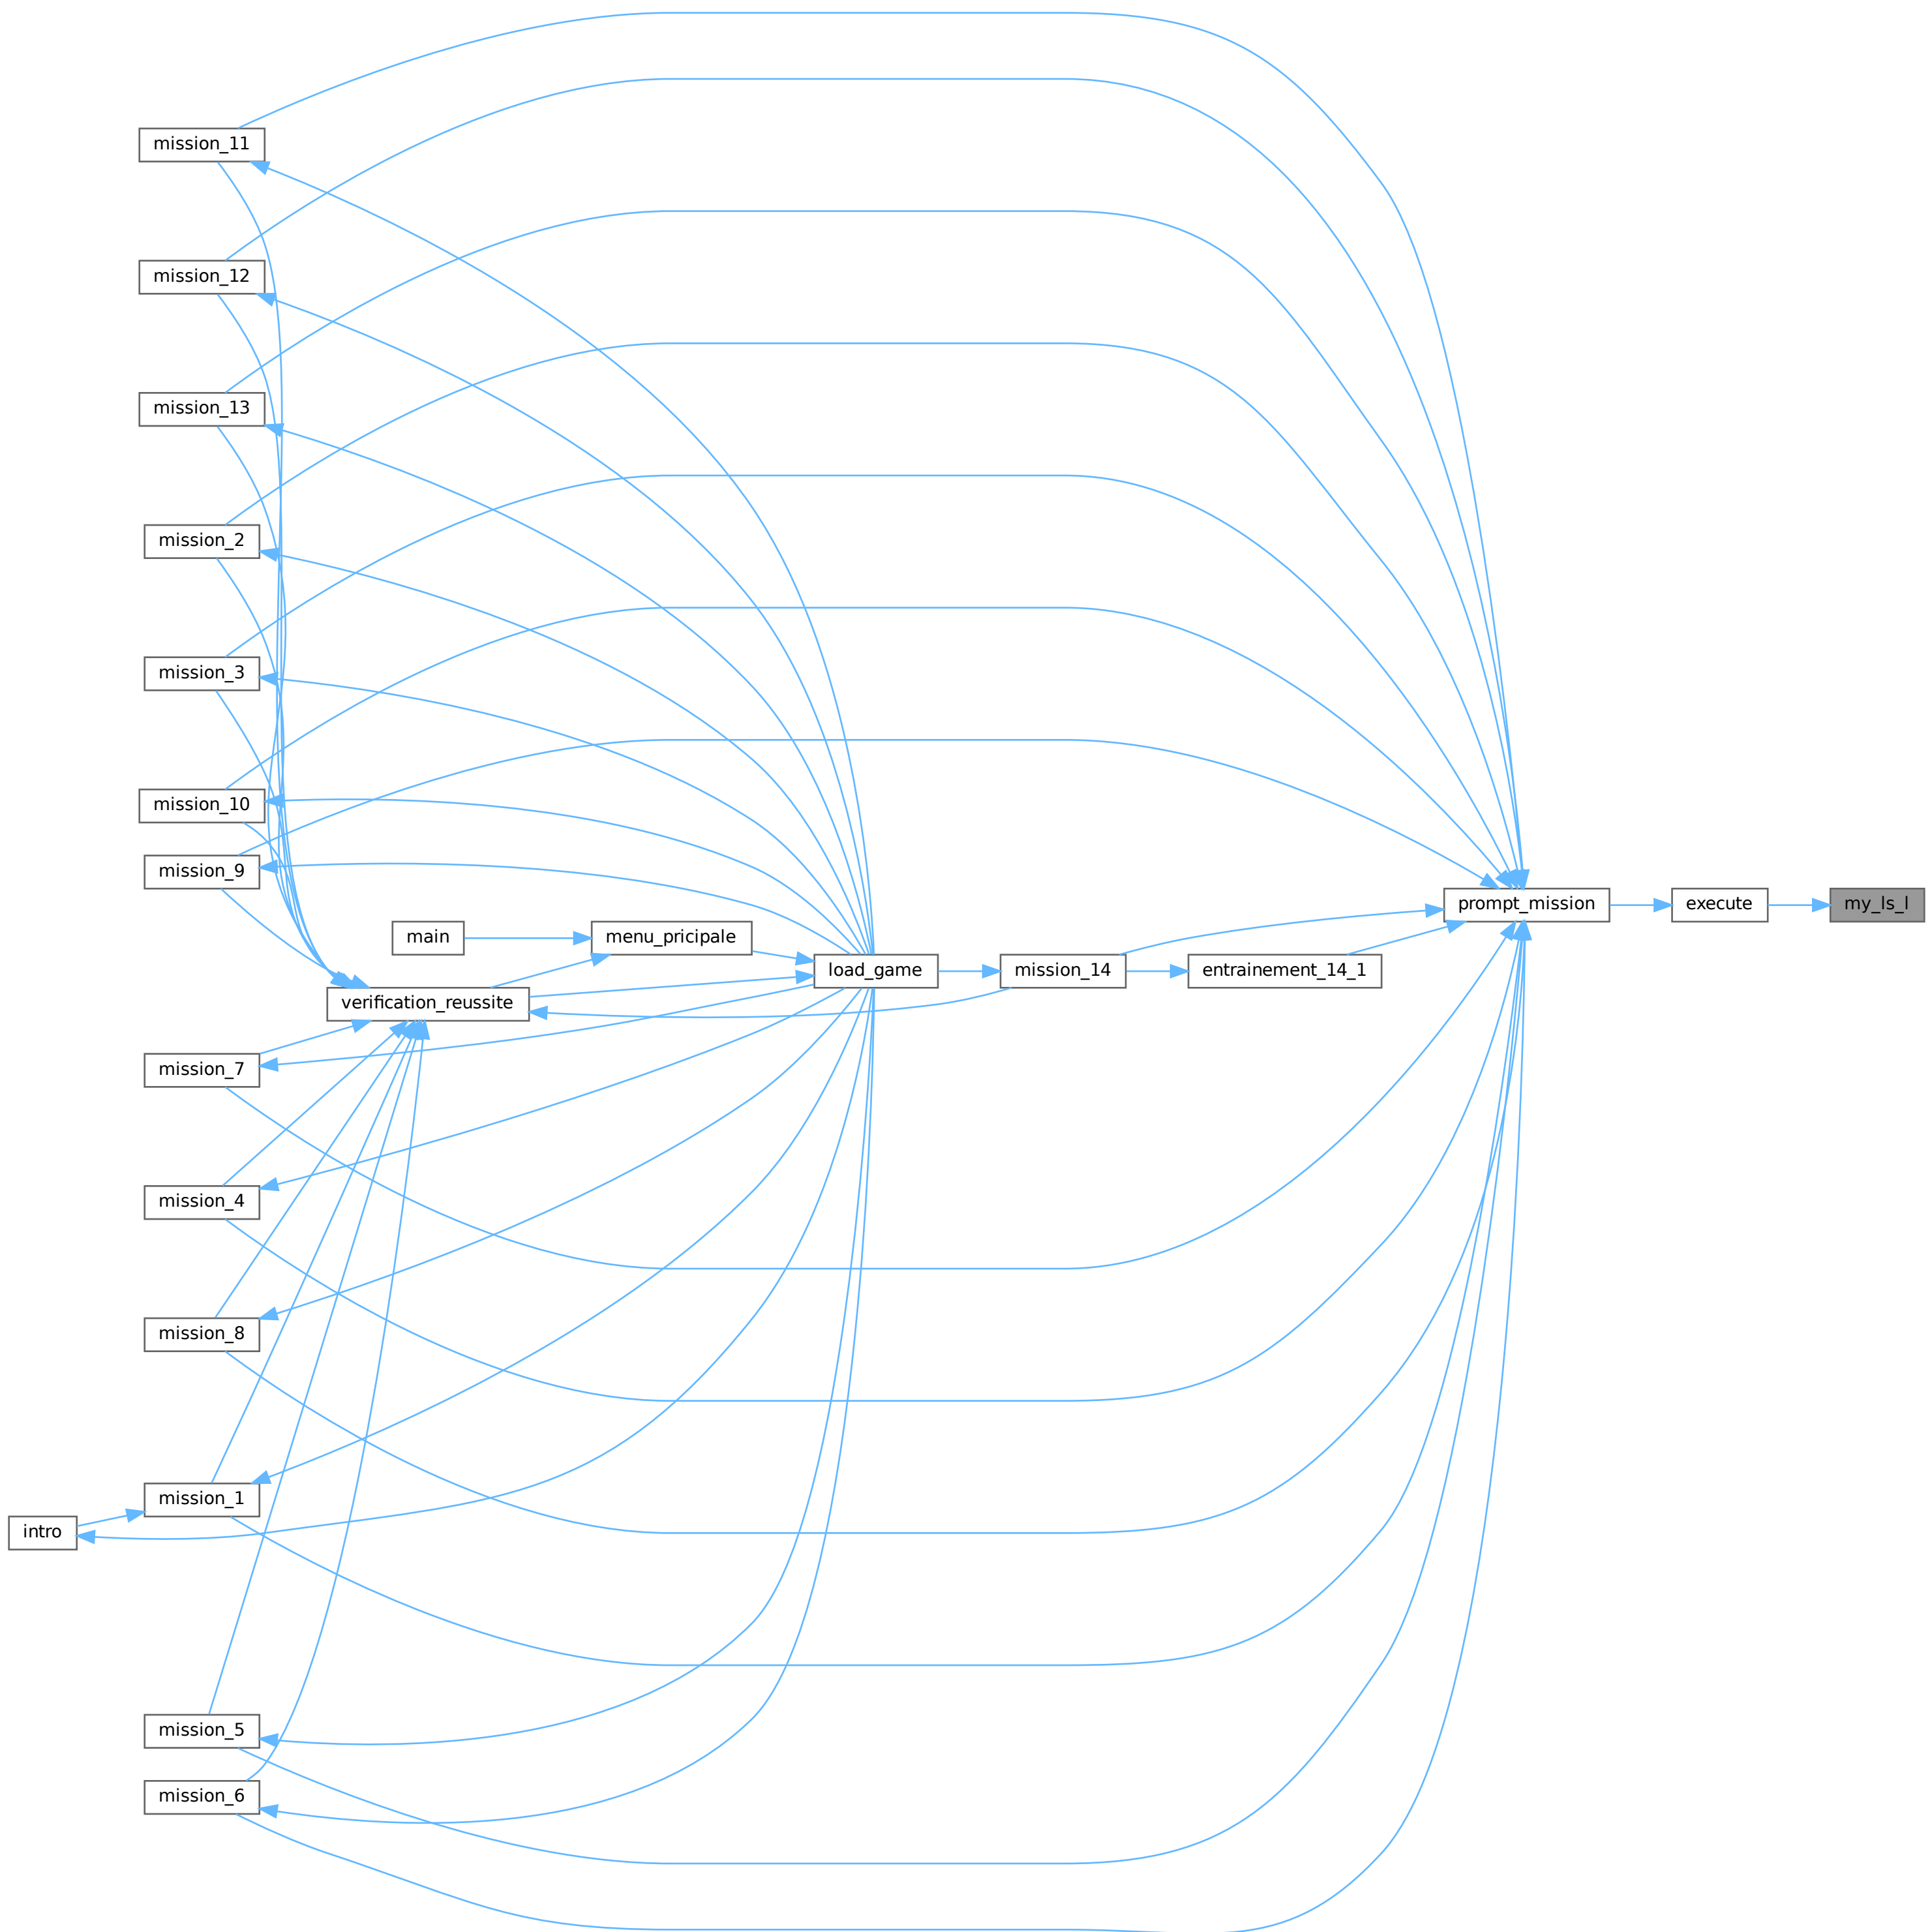 mission_11
mission_12
mission_13
mission_2
mission_3
mission_10
mission_9
prompt_mission
execute
my_ls_l
main
menu_pricipale
load_game
mission_14
entrainement_14_1
verification_reussite
mission_7
mission_4
mission_8
mission_1
intro
mission_5
mission_6